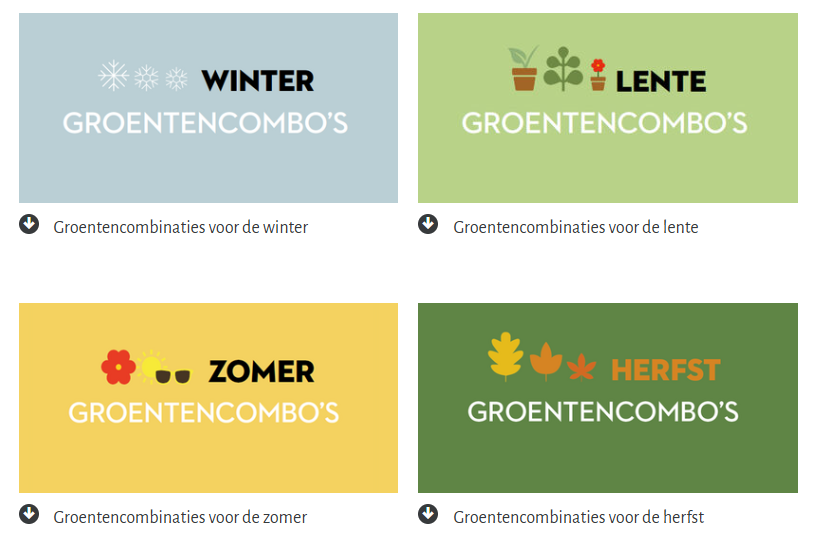 WINTER
GROENTENCOMBO'S
Groentencombinaties voor de winter
LENTE
GROENTENCOMBO'S
Groentencombinaties voor de lente
ZOMER
GROENTENCOMBO'S
Groentencombinaties voor de zomer
HERFST
GROENTENCOMBO'S
Groentencombinaties voor de herfst